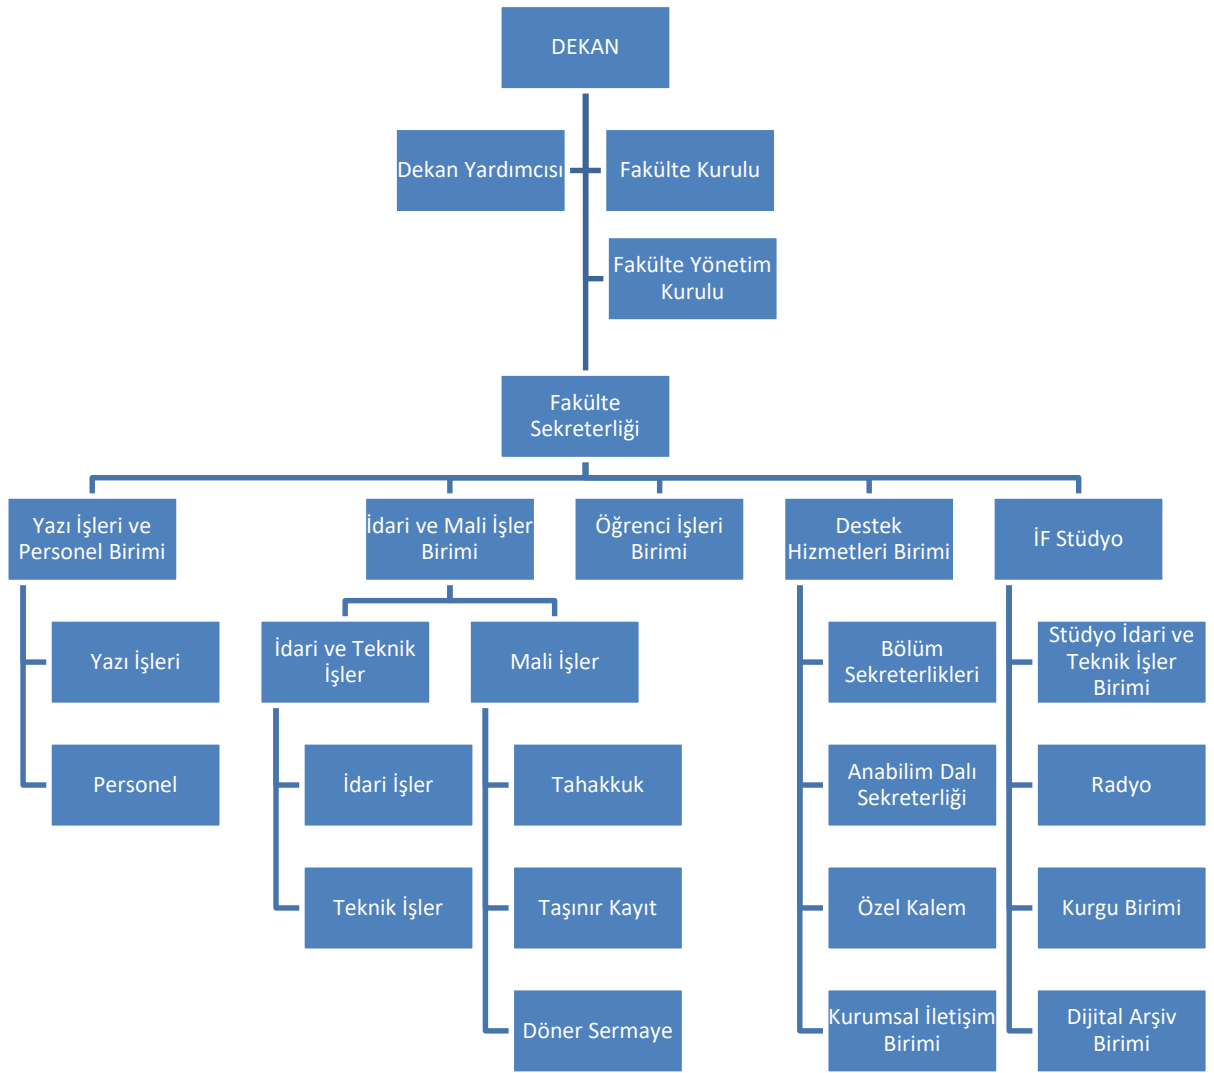 DEKAN
Dekan Yardımcısı
Fakülte Kurulu
Fakülte Yönetim
Kurulu
Fakülte
Sekreterliği
Yazı İşleri ve
Personel Birimi
İdari ve Mali İşler
Birimi
Öğrenci İşleri
Birimi
Destek
Hizmetleri Birimi
İF Stüdyo
Yazı İşleri
Personel
İdari ve Teknik
İşler
İdari İşler
Teknik İşler
Mali İşler
Tahakkuk
Taşınır Kayıt
Döner Sermaye
Bölüm
Sekreterlikleri
Anabilim Dalı
Sekreterliği
Özel Kalem
Kurumsal İletişim
Birimi
Stüdyo İdari ve
Teknik İşler
Birimi
Radyo
Kurgu Birimi
Dijital Arşiv
Birimi